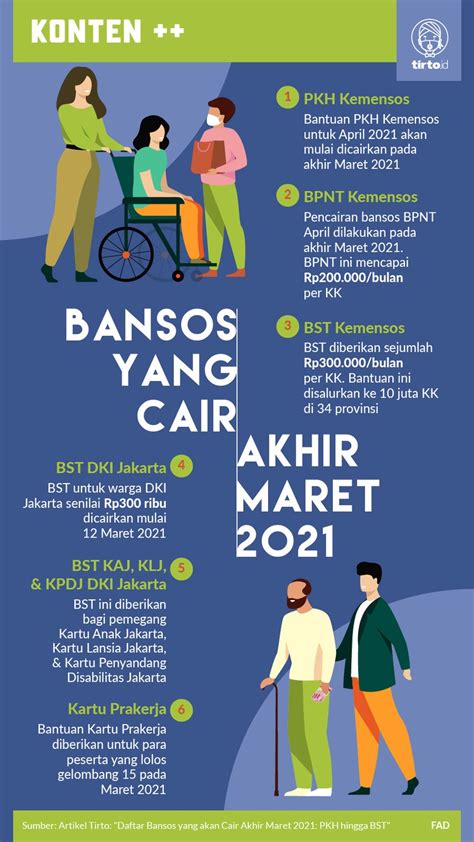 KONTEN ++
tirto.id
1
PKH Kemensos
Bantuan PKH Kemensos
untuk April 2021 akan
mulai dicairkan pada
akhir Maret 2021
2
BPNT Kemensos
Pencairan bansos BPNT
April dilakukan pada
akhir Maret 2021.
BPNT ini mencapai
Rp200.000/bulan
per KK
3
BST Kemensos
BST diberikan sejumlah
Rp300.000/bulan
per KK. Bantuan ini
disalurkan ke 10 juta KK
di 34 provinsi
BANSOS
YANG
CAIR
AKHIR
MARET
2021
BST DKI Jakarta
4
BST untuk warga DKI
Jakarta senilai Rp300 ribu
dicairkan mulai
12 Maret 2021
BST KAJ, KLJ,
5
& KPDJ DKI Jakarta
BST ini diberikan
bagi pemegang
Kartu Anak Jakarta,
Kartu Lansia Jakarta,
& Kartu Penyandang
Disabilitas Jakarta
Kartu Prakerja
6
Bantuan Kartu Prakerja
diberikan untuk para
peserta yang lolos
gelombang 15 pada
Maret 2021
Sumber: Artikel Tirto: "Daftar Bansos yang akan Cair Akhir Maret 2021: PKH hingga BST"
FAD